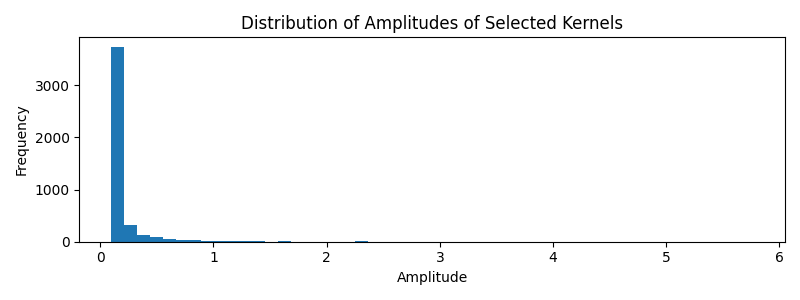 Distribution of Amplitudes of Selected Kernels
Frequency
3000
2000
1000
0
0 1 2 3 4 5 6
Amplitude